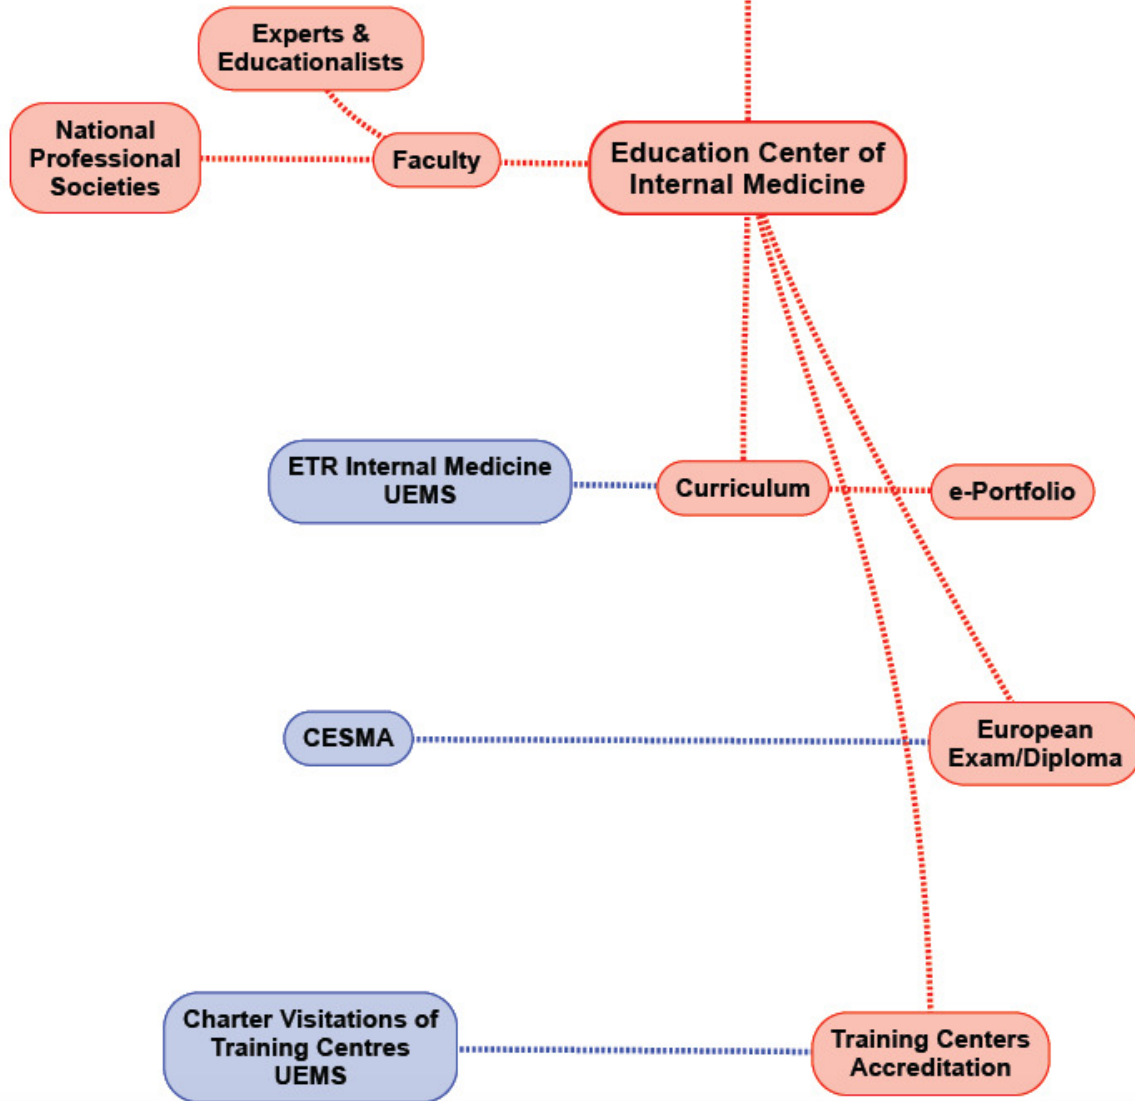 Experts &
Educationalists
National
Professional
Societies
Faculty
Education Center of
Internal Medicine
ETR Internal Medicine
UEMS
Curriculum
e-Portfolio
CESMA
European
Exam/Diploma
Charter Visitations of
Training Centres
UEMS
Training Centers
Accreditation